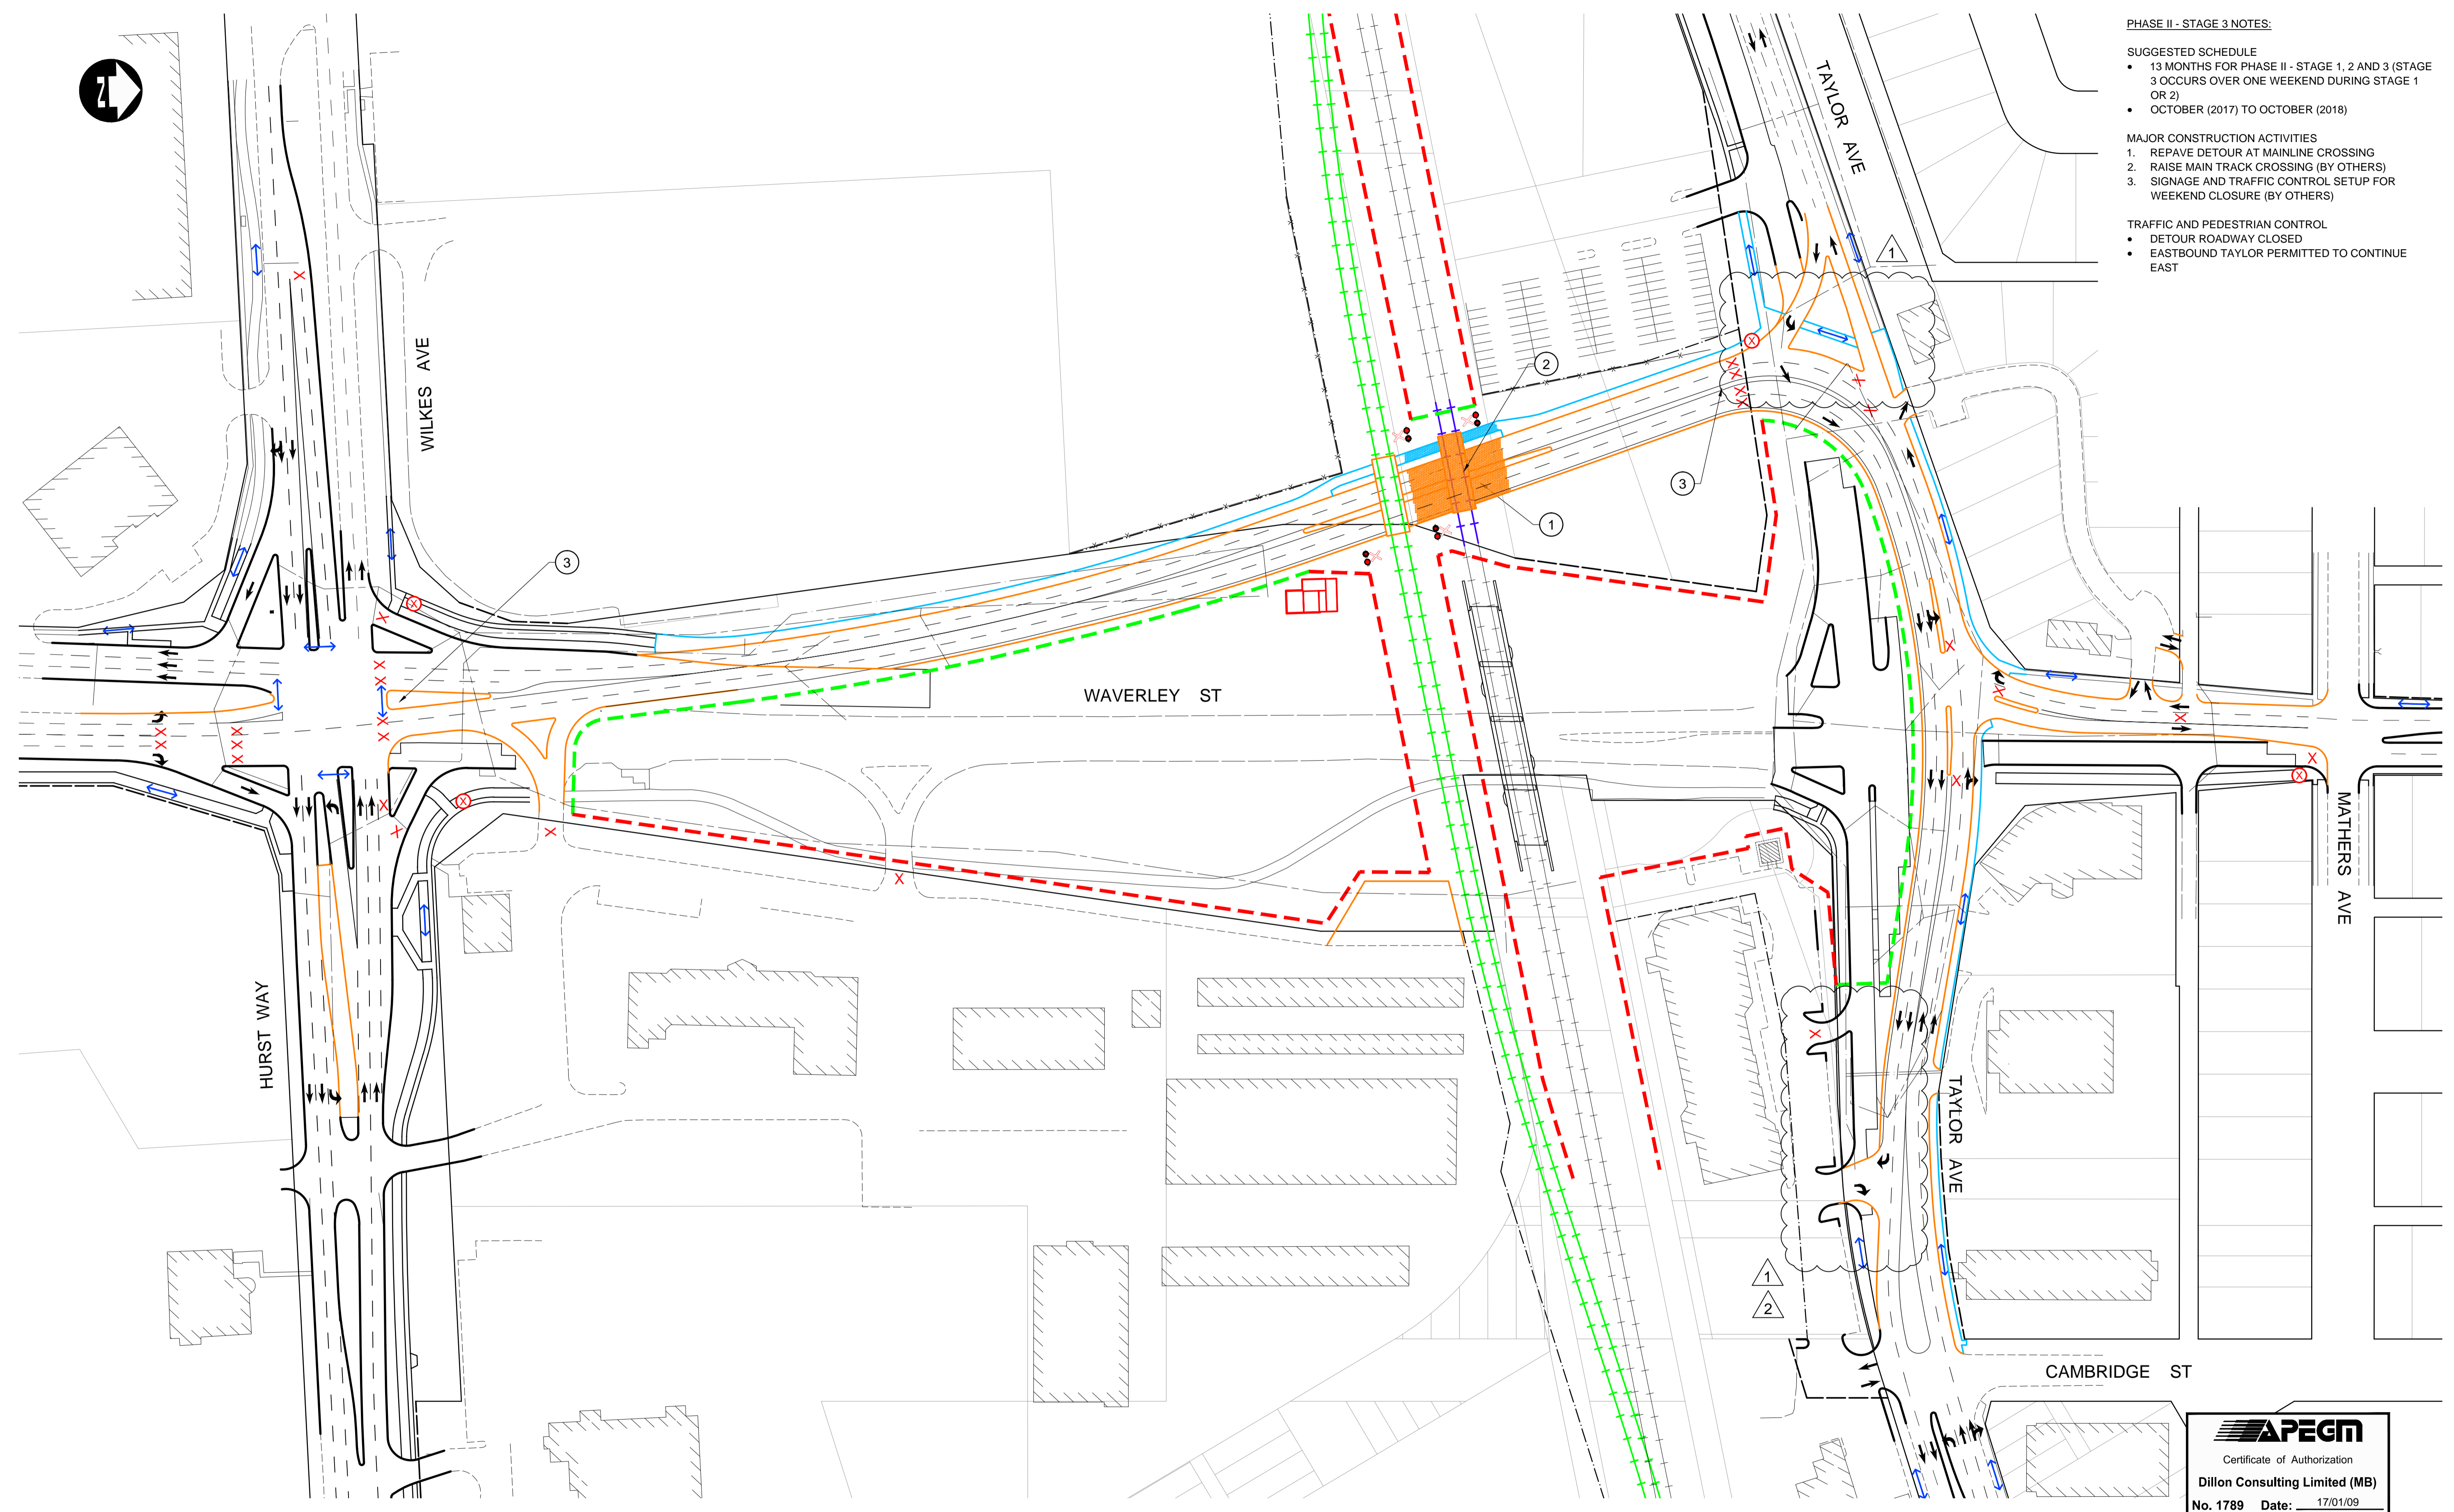 PHASE II - STAGE 3 NOTES:
SUGGESTED SCHEDULE
• 13 MONTHS FOR PHASE II - STAGE 1, 2 AND 3 (STAGE
3 OCCURS OVER ONE WEEKEND DURING STAGE 1
OR 2)
• OCTOBER (2017) TO OCTOBER (2018)
MAJOR CONSTRUCTION ACTIVITIES
1. REPAVE DETOUR AT MAINLINE CROSSING
2. RAISE MAIN TRACK CROSSING (BY OTHERS)
3. SIGNAGE AND TRAFFIC CONTROL SETUP FOR
WEEKEND CLOSURE (BY OTHERS)
TRAFFIC AND PEDESTRIAN CONTROL
• DETOUR ROADWAY CLOSED
• EASTBOUND TAYLOR PERMITTED TO CONTINUE
EAST
N
TAYLOR AVE
1
WILKES AVE
2
3
1
3
WAVERLEY ST
MATHERS AVE
HURST WAY
TAYLOR AVE
1
2
CAMBRIDGE ST
APEGM
Certificate of Authorization
Dillon Consulting Limited (MB)
No. 1789 Date: 17/01/09